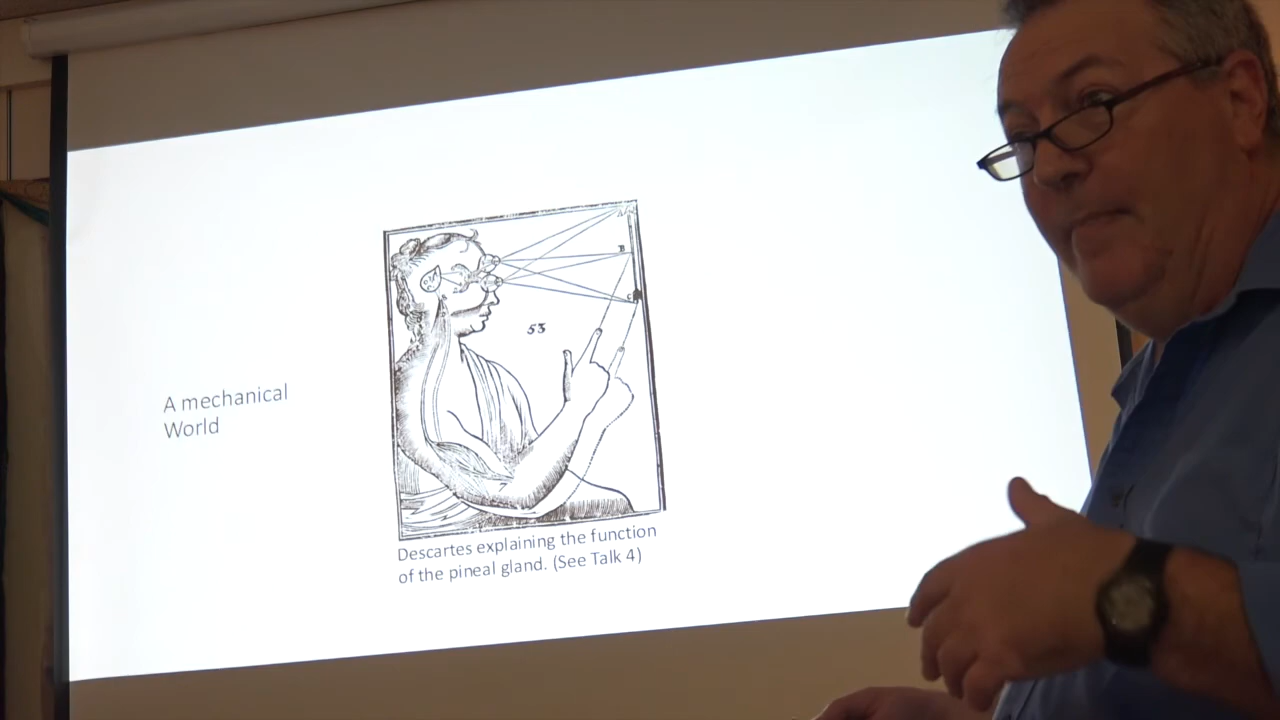 A mechanical
World
B
C
53
Descartes explaining the function
of the pineal gland. (See Talk 4)